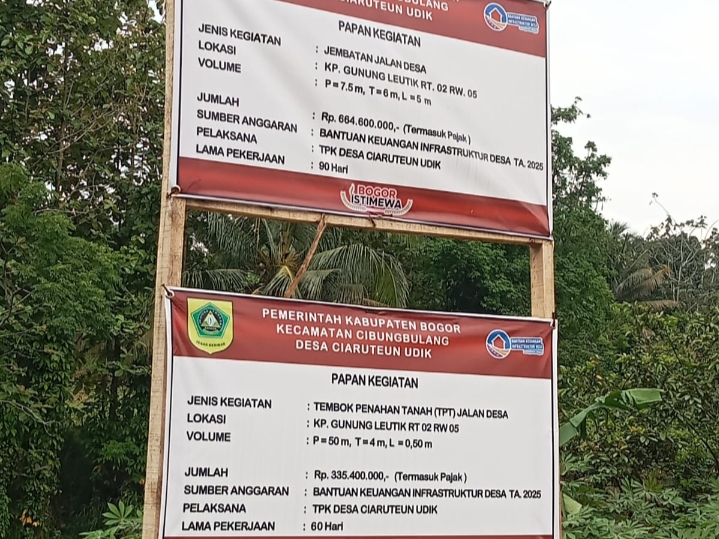 CIARUTEUN UDIK
PAPAN KEGIATAN
JENIS KEGIATAN : JEMBATAN JALAN DESA
LOKASI : KP. GUNUNG LEUTIK RT. 02 RW. 05
VOLUME : P = 7.5 m, T = 6 m, L = 5 m
JUMLAH : Rp. 664.600.000,- (Termasuk Pajak)
SUMBER ANGGARAN : BANTUAN KEUANGAN INFRASTRUKTUR DESA TA. 2025
PELAKSANA : TPK DESA CIARUTEUN UDIK
LAMA PEKERJAAN : 90 Hari
BOGOR
ISTIMEWA
PEMERINTAH KABUPATEN BOGOR
KECAMATAN CIBUNGBULANG
DESA CIARUTEUN UDIK
BANTUAN KEUANGAN
INFRASTRUKTUR DESA
PAPAN KEGIATAN
JENIS KEGIATAN : TEMBOK PENAHAN TANAH (TPT) JALAN DESA
LOKASI : KP. GUNUNG LEUTIK RT 02 RW 05
VOLUME : P = 50 m, T = 4 m, L = 0,50 m
JUMLAH : Rp. 335.400.000,- (Termasuk Pajak)
SUMBER ANGGARAN : BANTUAN KEUANGAN INFRASTRUKTUR DESA TA. 2025
PELAKSANA : TPK DESA CIARUTEUN UDIK
LAMA PEKERJAAN : 60 Hari